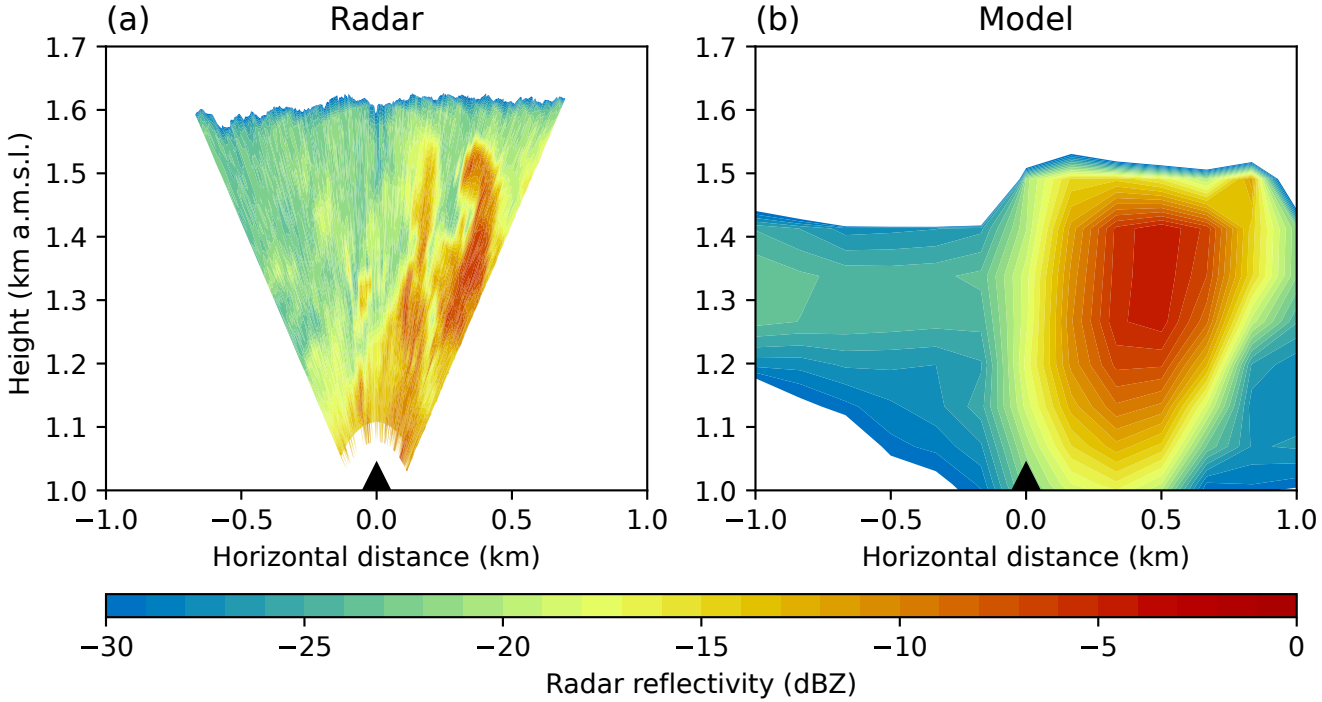 (a) Radar
(b) Model
Height (km a.m.s.l.)
1.7
1.6
1.5
1.4
1.3
1.2
1.1
1.0
−1.0 −0.5 0.0 0.5 1.0
Horizontal distance (km)
1.7
1.6
1.5
1.4
1.3
1.2
1.1
1.0
−1.0 −0.5 0.0 0.5 1.0
Horizontal distance (km)
−30 −25 −20 −15 −10 −5 0
Radar reflectivity (dBZ)